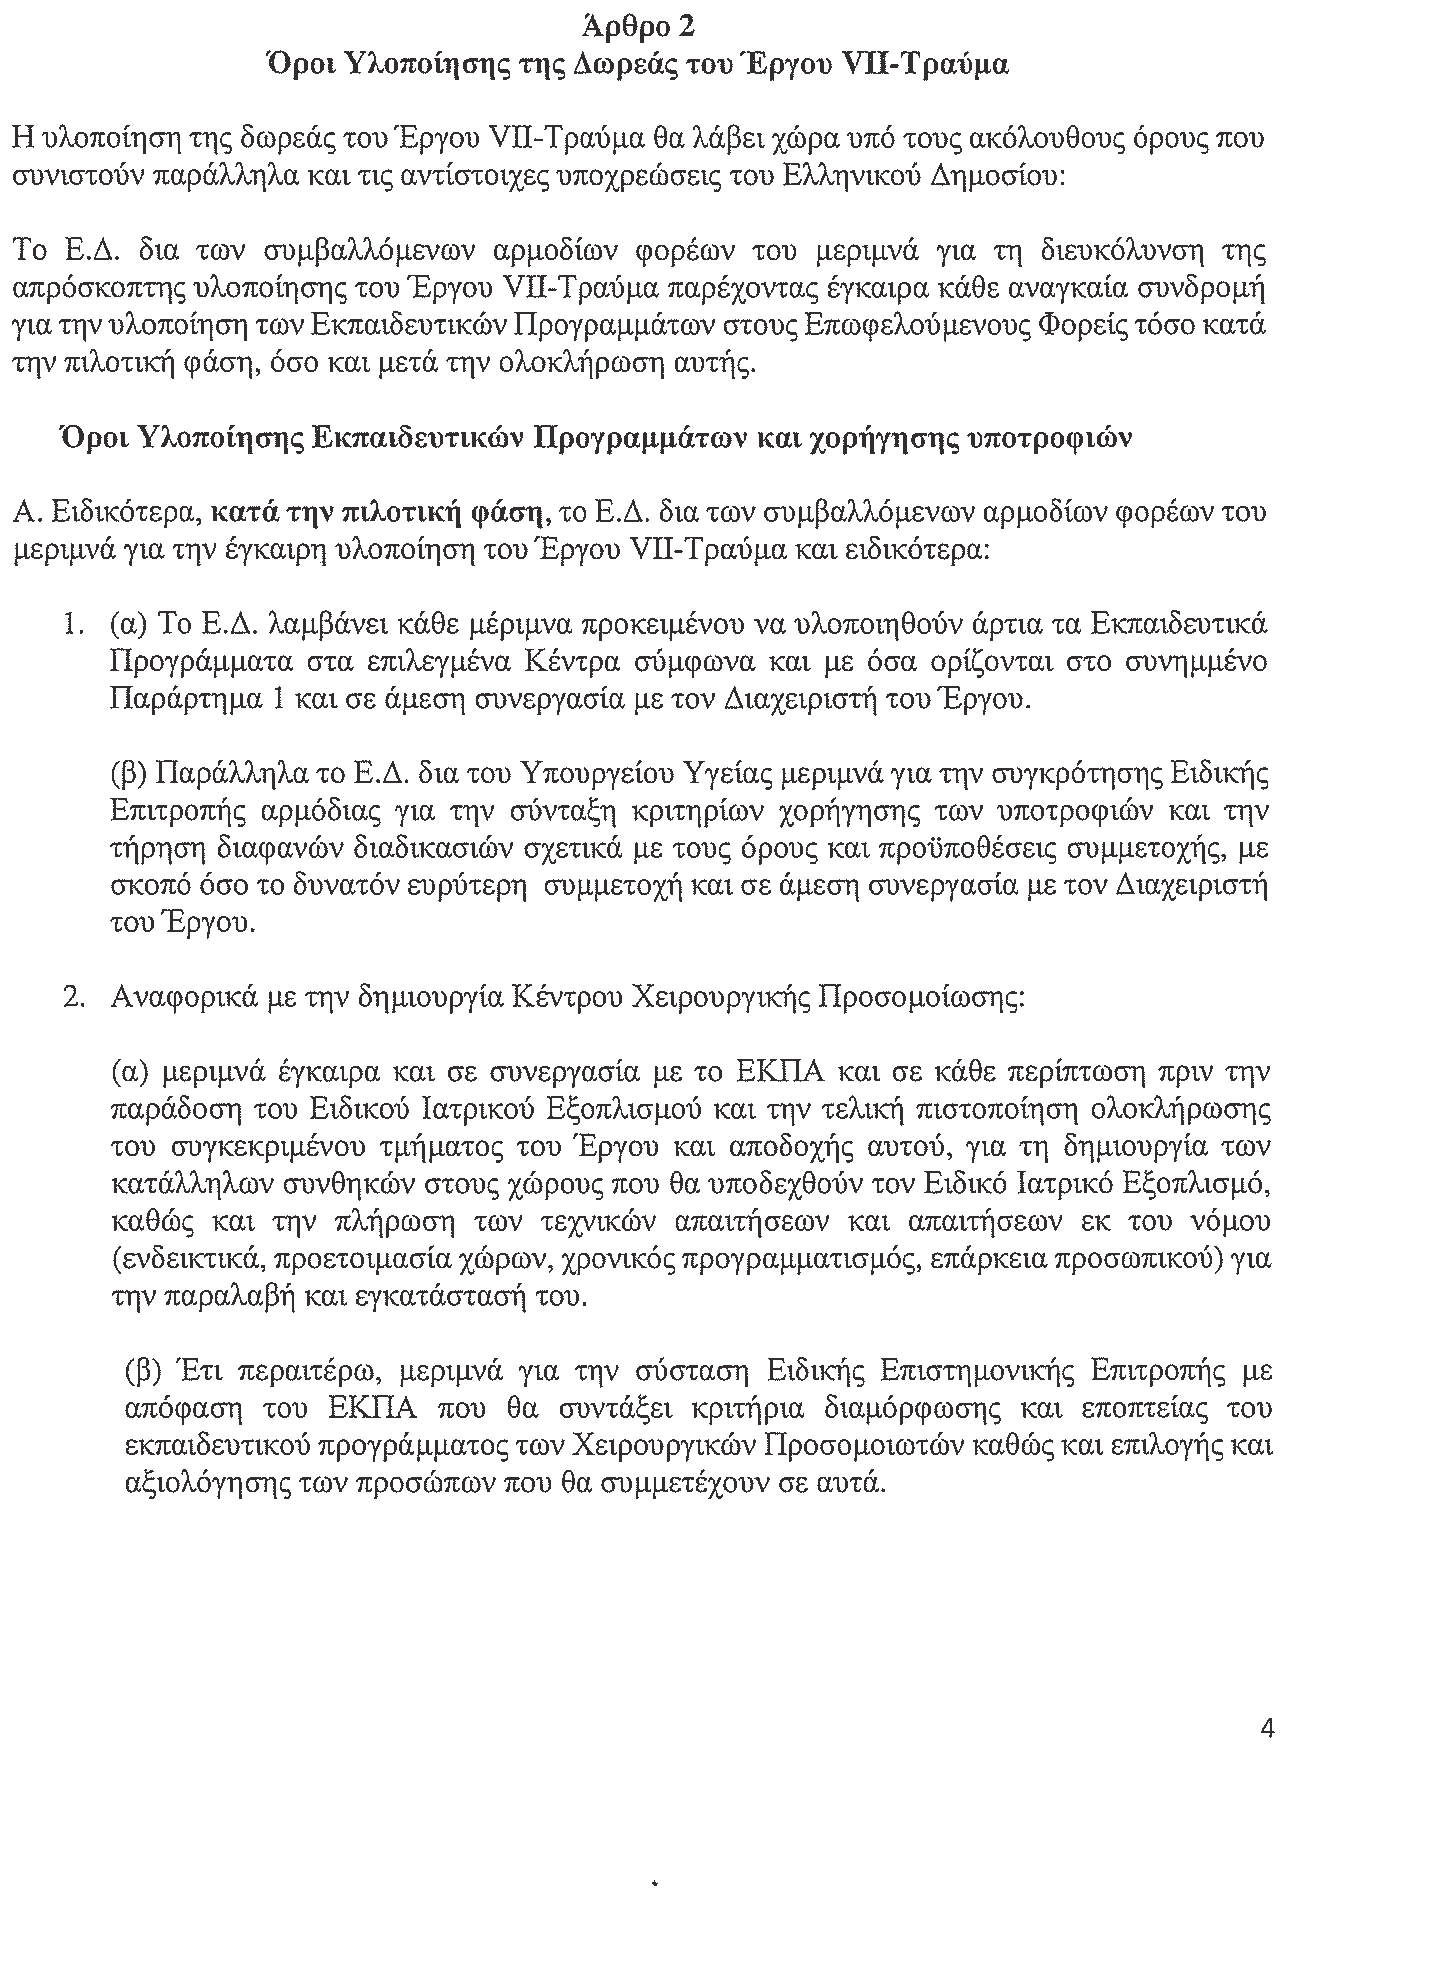 Άρθρο 2
Όροι Υλοποίησης της Δωρεάς του Έργου VII-Τραύμα
Η υλοποίηση της δωρεάς του Έργου VII-Τραύμα θα λάβει χώρα υπό τους ακόλουθους όρους που
συνιστούν παράλληλα και τις αντίστοιχες υποχρεώσεις του Ελληνικού Δημοσίου:
Το Ε.Δ. δια των συμβαλλόμενων αρμοδίων φορέων του μεριμνά για τη διευκόλυνση της
απρόσκοπτης υλοποίησης του Έργου VII-Τραύμα παρέχοντας έγκαιρα κάθε αναγκαία συνδρομή
για την υλοποίηση των Εκπαιδευτικών Προγραμμάτων στους Επωφελούμενους Φορείς τόσο κατά
την πιλοτική φάση, όσο και μετά την ολοκλήρωση αυτής.
Όροι Υλοποίησης Εκπαιδευτικών Προγραμμάτων και χορήγησης υποτροφιών
Α. Ειδικότερα, κατά την πιλοτική φάση, το Ε.Δ. δια των συμβαλλόμενων αρμοδίων φορέων του
μεριμνά για την έγκαιρη υλοποίηση του Έργου VII-Τραύμα και ειδικότερα:
1. (α) Το Ε.Δ. λαμβάνει κάθε μέριμνα προκειμένου να υλοποιηθούν άρτια τα Εκπαιδευτικά
Προγράμματα στα επιλεγμένα Κέντρα σύμφωνα και με όσα ορίζονται στο συνημμένο
Παράρτημα 1 και σε άμεση συνεργασία με τον Διαχειριστή του Έργου.
(β) Παράλληλα το Ε.Δ. δια του Υπουργείου Υγείας μεριμνά για την συγκρότησης Ειδικής
Επιτροπής αρμόδιας για την σύνταξη κριτηρίων χορήγησης των υποτροφιών και την
τήρηση διαφανών διαδικασιών σχετικά με τους όρους και προϋποθέσεις συμμετοχής, με
σκοπό όσο το δυνατόν ευρύτερη συμμετοχή και σε άμεση συνεργασία με τον Διαχειριστή
του Έργου.
2. Αναφορικά με την δημιουργία Κέντρου Χειρουργικής Προσομοίωσης:
(α) μεριμνά έγκαιρα και σε συνεργασία με το ΕΚΠΑ και σε κάθε περίπτωση πριν την
παράδοση του Ειδικού Ιατρικού Εξοπλισμού και την τελική πιστοποίηση ολοκλήρωσης
του συγκεκριμένου τμήματος του Έργου και αποδοχής αυτού, για τη δημιουργία των
κατάλληλων συνθηκών στους χώρους που θα υποδεχθούν τον Ειδικό Ιατρικό Εξοπλισμό,
καθώς και την πλήρωση των τεχνικών απαιτήσεων και απαιτήσεων εκ του νόμου
(ενδεικτικά, προετοιμασία χώρων, χρονικός προγραμματισμός, επάρκεια προσωπικού) για
την παραλαβή και εγκατάστασή του.
(β) Έτι περαιτέρω, μεριμνά για την σύσταση Ειδικής Επιστημονικής Επιτροπής με
απόφαση του ΕΚΠΑ που θα συντάξει κριτήρια διαμόρφωσης και εποπτείας του
εκπαιδευτικού προγράμματος των Χειρουργικών Προσομοιωτών καθώς και επιλογής και
αξιολόγησης των προσώπων που θα συμμετέχουν σε αυτά.
4